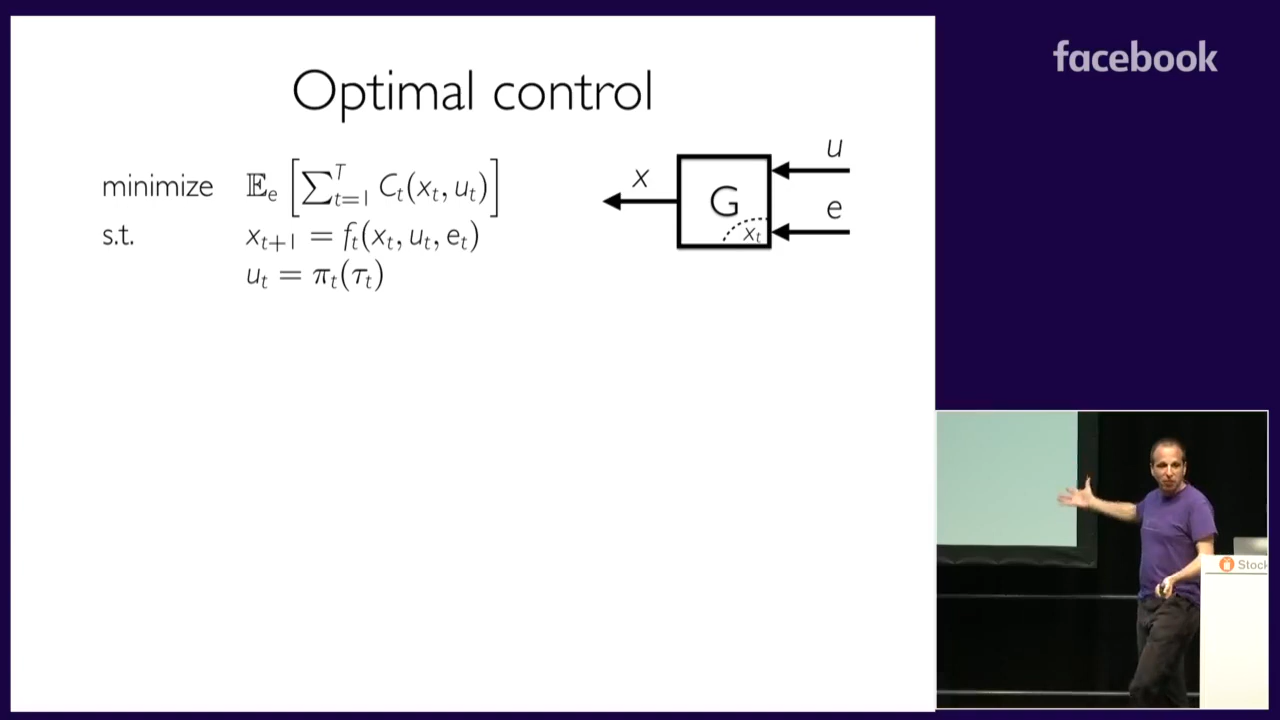 facebook
Optimal control
minimize 𝔼ₑ [∑ᵀₜ₌₁ Cₜ(xₜ, uₜ)]
s.t. xₜ₊₁ = fₜ(xₜ, uₜ, eₜ)
uₜ = πₜ(τₜ)
u
x
G
e
xₜ
Stock